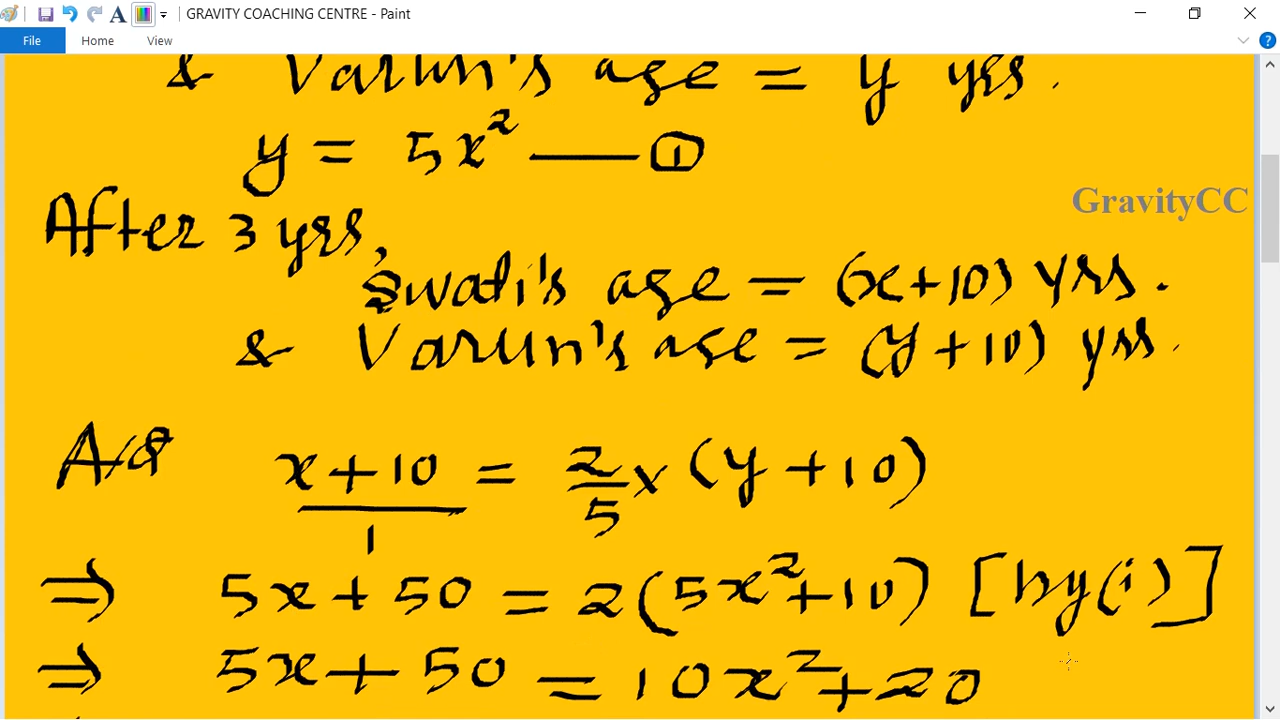 GRAVITY COACHING CENTRE - Paint
File Home View
& Varun's age = y yrs.
y = 5x² —— ①
After 3 yrs,
GravityCC
Swati's age = (x+10) yrs.
& Varun's age = (y+10) yrs.
A/Q x+10/1 = 2/5 × (y+10)
⇒ 5x+50 = 2(5x²+10) [by(i)]
⇒ 5x+50 = 10x²+20